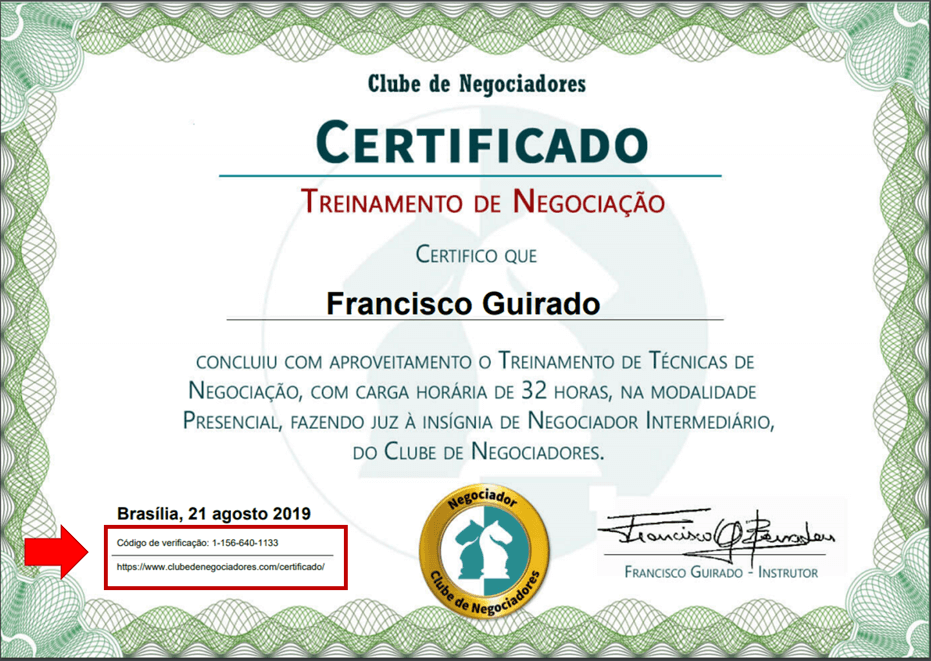 Clube de Negociadores
CERTIFICADO
TREINAMENTO DE NEGOCIAÇÃO
CERTIFICO QUE
Francisco Guirado
CONCLUIU COM APROVEITAMENTO O TREINAMENTO DE TÉCNICAS DE
NEGOCIAÇÃO, COM CARGA HORÁRIA DE 32 HORAS, NA MODALIDADE
PRESENCIAL, FAZENDO JUZ À INSÍGNIA DE NEGOCIADOR INTERMEDIÁRIO,
DO CLUBE DE NEGOCIADORES.
Brasília, 21 agosto 2019
Código de verificação: 1-156-640-1133
https://www.clubedenegociadores.com/certificado/
Negociador
Clube de Negociadores
Francisco
FRANCISCO GUIRADO - INSTRUTOR